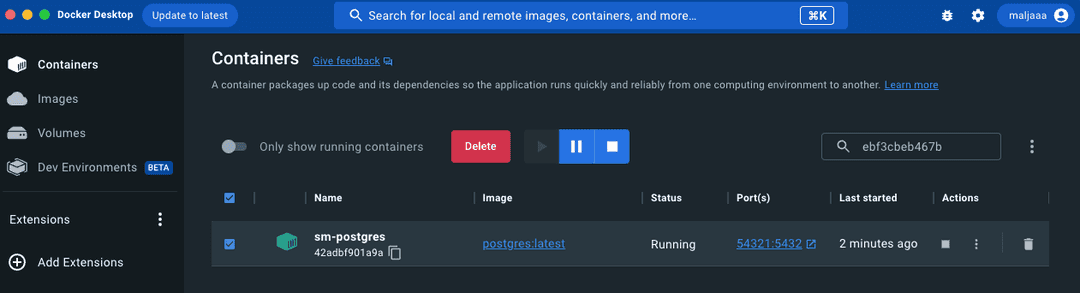 Docker Desktop
Update to latest
Search for local and remote images, containers, and more...
⌘K
maljaaa
Containers
Images
Volumes
Dev Environments BETA
Extensions
Add Extensions
Containers
Give feedback
A container packages up code and its dependencies so the application runs quickly and reliably from one computing environment to another. Learn more
Only show running containers
Delete
ebf3cbeb467b
Name Image Status Port(s) Last started Actions
sm-postgres postgres:latest Running 54321:5432 2 minutes ago
42adbf901a9a